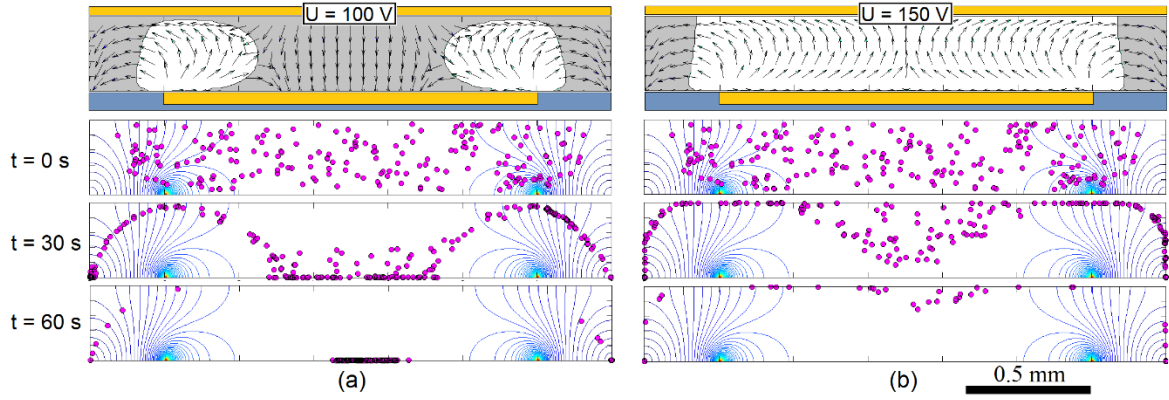 U = 100 V
U = 150 V
t = 0 s
t = 30 s
t = 60 s
(a)
(b)
0.5 mm